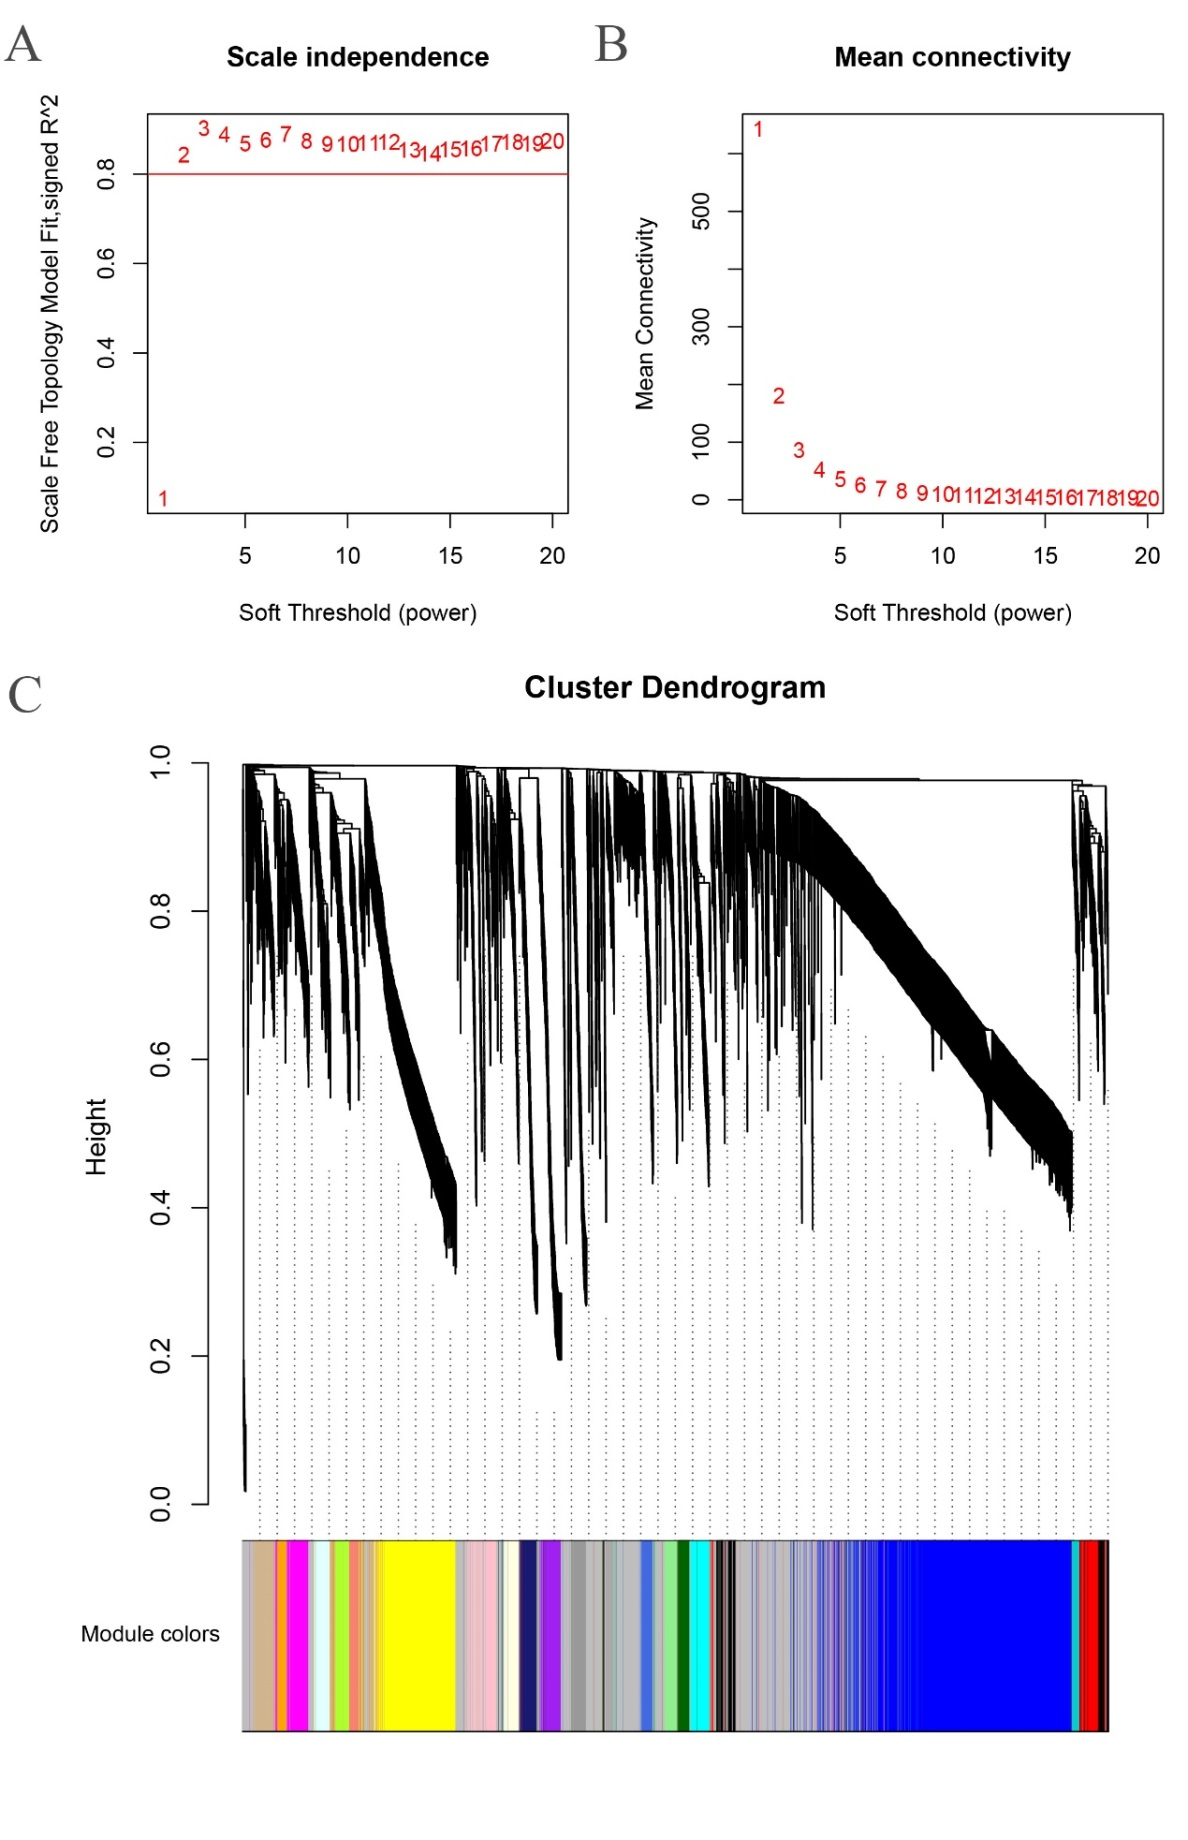 A
Scale independence
Scale Free Topology Model Fit,signed R^2
0.8
0.6
0.4
0.2
1 2 3 4 5 6 7 8 9 10 11 12 13 14 15 16 17 18 19 20
5 10 15 20
Soft Threshold (power)
B
Mean connectivity
Mean Connectivity
500
300
100
0
1 2 3 4 5 6 7 8 9 10 11 12 13 14 15 16 17 18 19 20
5 10 15 20
Soft Threshold (power)
C
Cluster Dendrogram
Height
1.0
0.8
0.6
0.4
0.2
0.0
Module colors